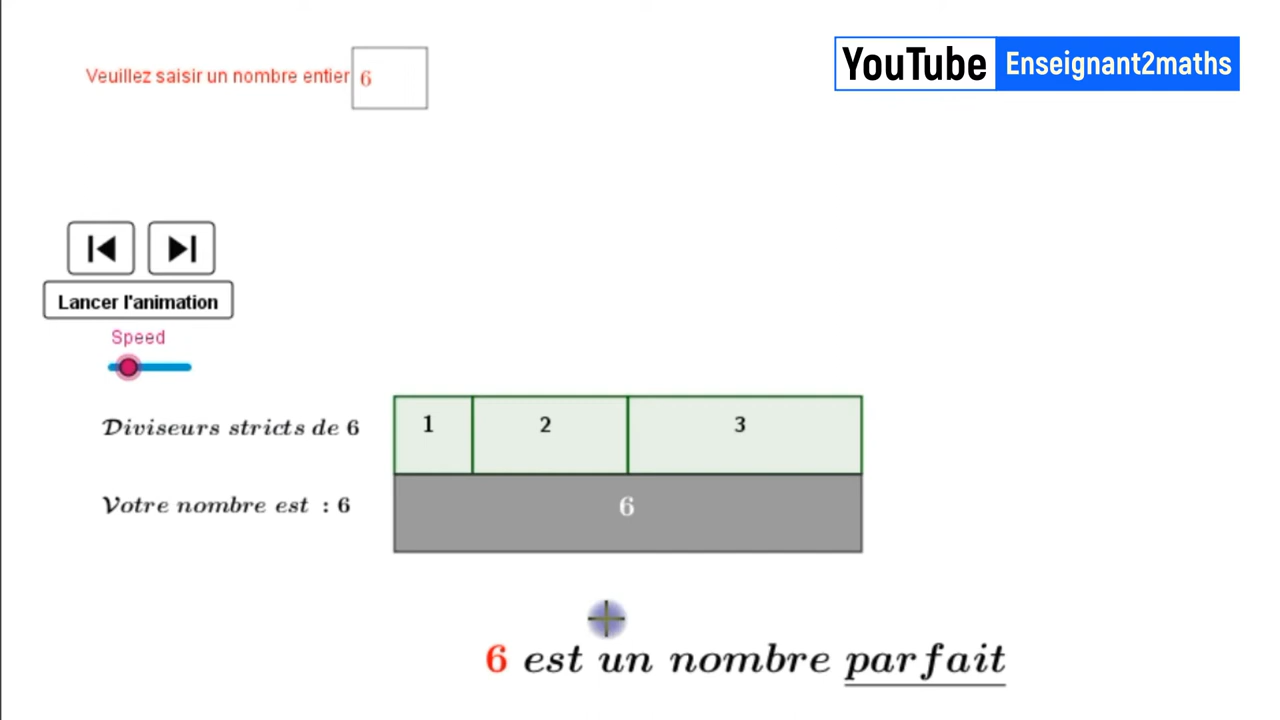 Veuillez saisir un nombre entier 6
YouTube Enseignant2maths
Lancer l'animation
Speed
Diviseurs stricts de 6
1 2 3
Votre nombre est : 6
6
6 est un nombre parfait